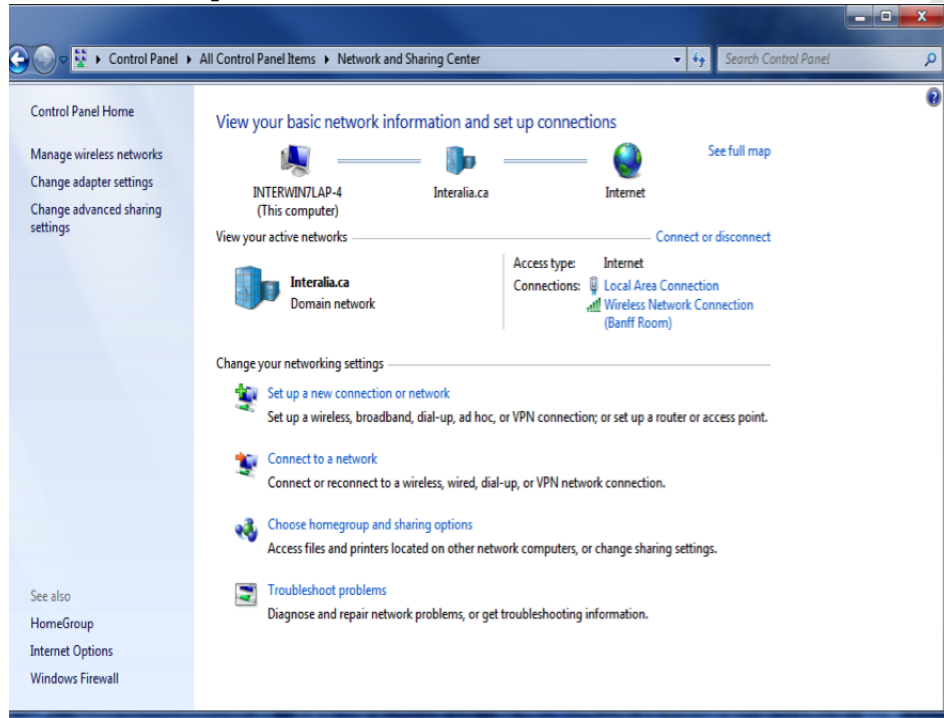 Control Panel ▸ All Control Panel Items ▸ Network and Sharing Center
Search Control Panel
Control Panel Home
Manage wireless networks
Change adapter settings
Change advanced sharing
settings
See also
HomeGroup
Internet Options
Windows Firewall
View your basic network information and set up connections
See full map
INTERWIN7LAP-4
(This computer)
Interalia.ca
Internet
View your active networks
Connect or disconnect
Interalia.ca
Domain network
Access type: Internet
Connections: Local Area Connection
Wireless Network Connection
(Banff Room)
Change your networking settings
Set up a new connection or network
Set up a wireless, broadband, dial-up, ad hoc, or VPN connection; or set up a router or access point.
Connect to a network
Connect or reconnect to a wireless, wired, dial-up, or VPN network connection.
Choose homegroup and sharing options
Access files and printers located on other network computers, or change sharing settings.
Troubleshoot problems
Diagnose and repair network problems, or get troubleshooting information.